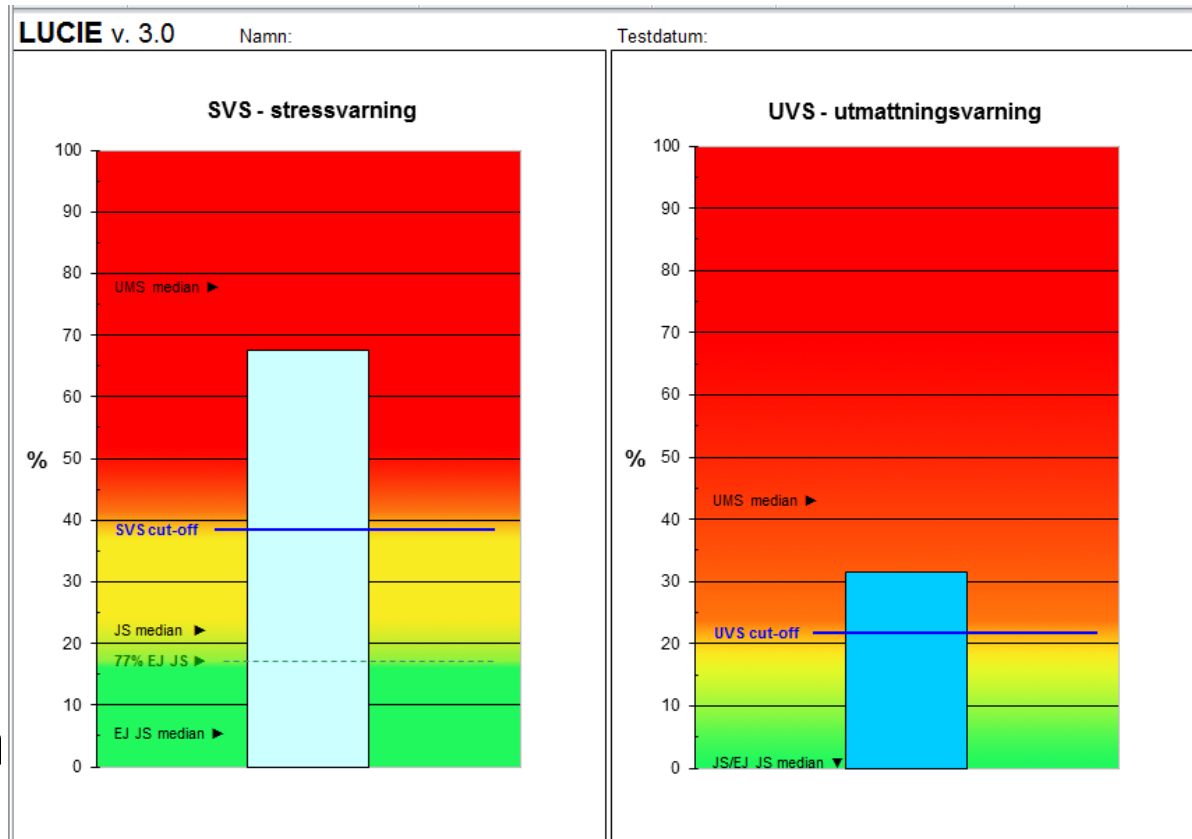 LUCIE v. 3.0 Namn: Testdatum:
SVS - stressvarning
100
90
80
UMS median ►
70
60
% 50
40
SVS cut-off
30
JS median ►
20
77% EJ JS ►
10
EJ JS median ►
0
UVS - utmattningsvarning
100
90
80
70
60
% 50
UMS median ►
40
30
UVS cut-off
20
10
JS/EJ JS median ▼
0